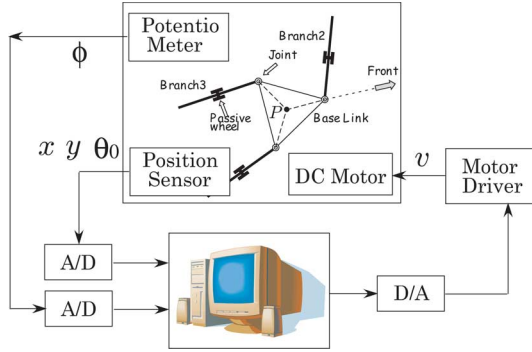 Potentio
Meter
Branch2
Joint
ϕ
Front
Branch3
Passive
wheel
P
Base Link
x y θ0
Position
Sensor
DC Motor
v
Motor
Driver
A/D
A/D
D/A